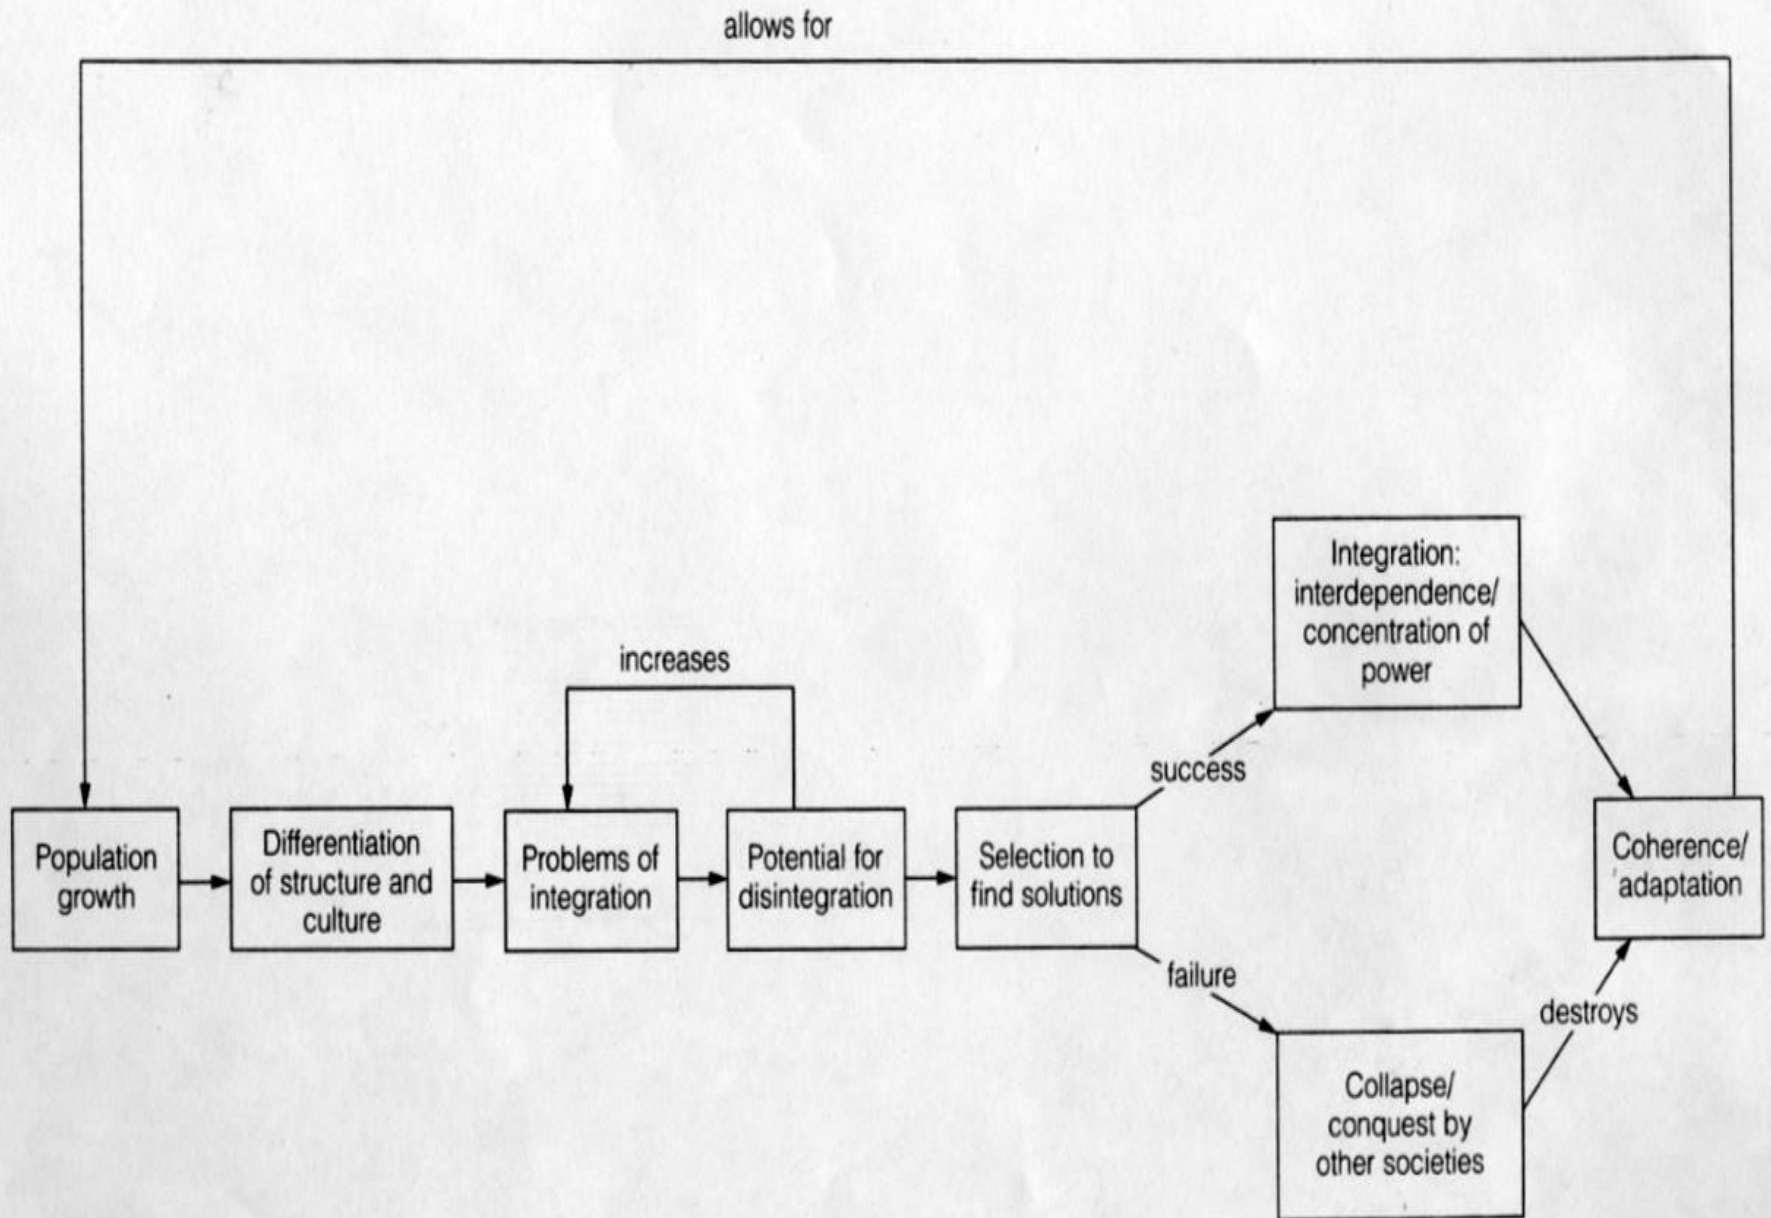 allows for
increases
Integration:
interdependence/
concentration of
power
success
Population
growth
Differentiation
of structure and
culture
Problems of
integration
Potential for
disintegration
Selection to
find solutions
Coherence/
adaptation
failure
destroys
Collapse/
conquest by
other societies